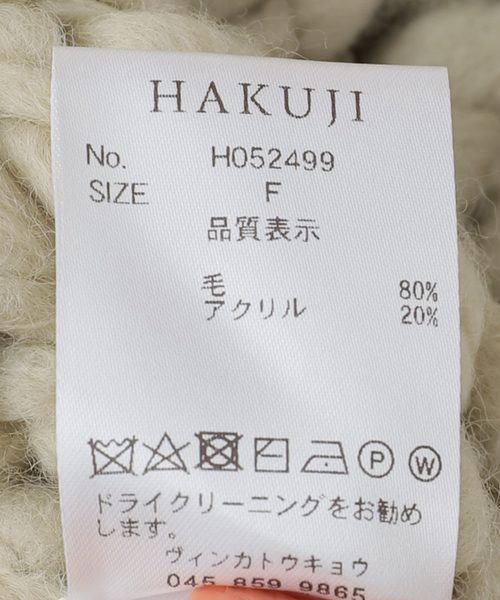 HAKUJI
No. H052499
SIZE F
品質表示
毛 80%
アクリル 20%
P W
ドライクリーニングをお勧め
します。
ヴィンカトウキョウ
045 859 9865